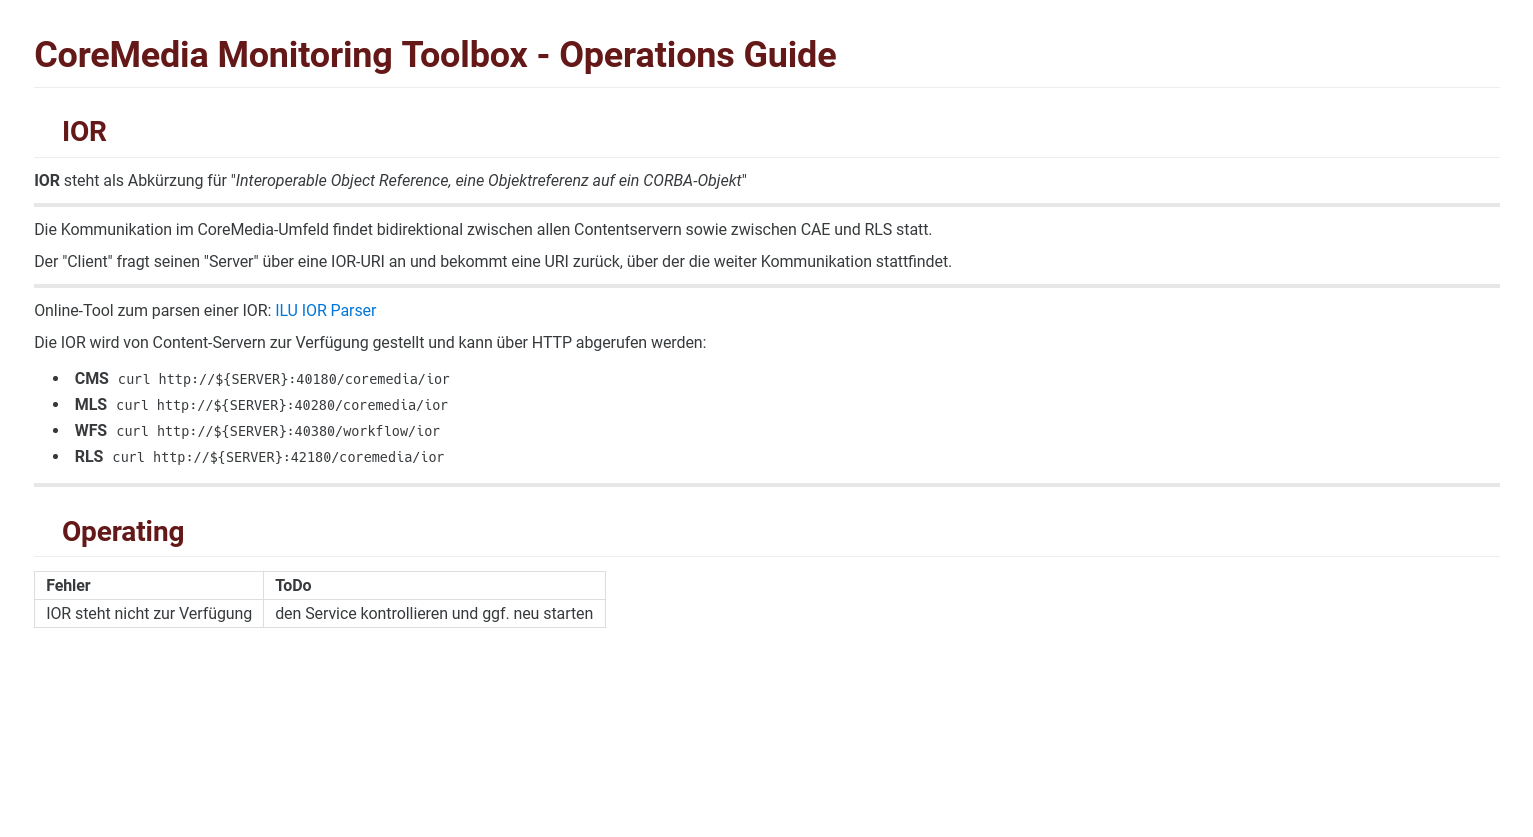 CoreMedia Monitoring Toolbox - Operations Guide
IOR
IOR steht als Abkürzung für "Interoperable Object Reference, eine Objektreferenz auf ein CORBA-Objekt"
Die Kommunikation im CoreMedia-Umfeld findet bidirektional zwischen allen Contentservern sowie zwischen CAE und RLS statt.
Der "Client" fragt seinen "Server" über eine IOR-URI an und bekommt eine URI zurück, über der die weiter Kommunikation stattfindet.
Online-Tool zum parsen einer IOR: ILU IOR Parser
Die IOR wird von Content-Servern zur Verfügung gestellt und kann über HTTP abgerufen werden:
• CMS curl http://${SERVER}:40180/coremedia/ior
• MLS curl http://${SERVER}:40280/coremedia/ior
• WFS curl http://${SERVER}:40380/workflow/ior
• RLS curl http://${SERVER}:42180/coremedia/ior
Operating
Fehler ToDo
IOR steht nicht zur Verfügung den Service kontrollieren und ggf. neu starten